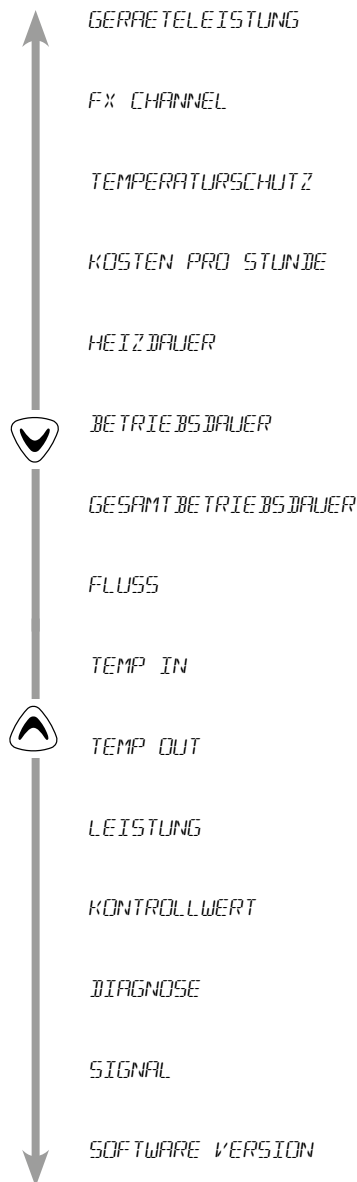 GERAETELEISTUNG
FX CHANNEL
TEMPERATURSCHUTZ
KOSTEN PRO STUNDE
HEIZDAUER
BETRIEBSDAUER
GESAMTBETRIEBSDAUER
FLUSS
TEMP IN
TEMP OUT
LEISTUNG
KONTROLLWERT
DIAGNOSE
SIGNAL
SOFTWARE VERSION